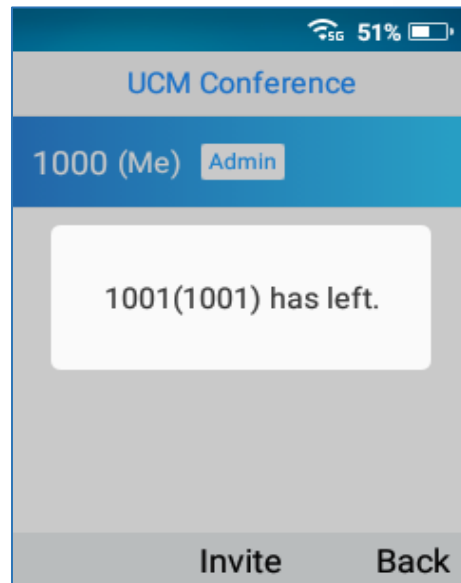 5G 51%
UCM Conference
1000 (Me) Admin
1001(1001) has left.
Invite Back